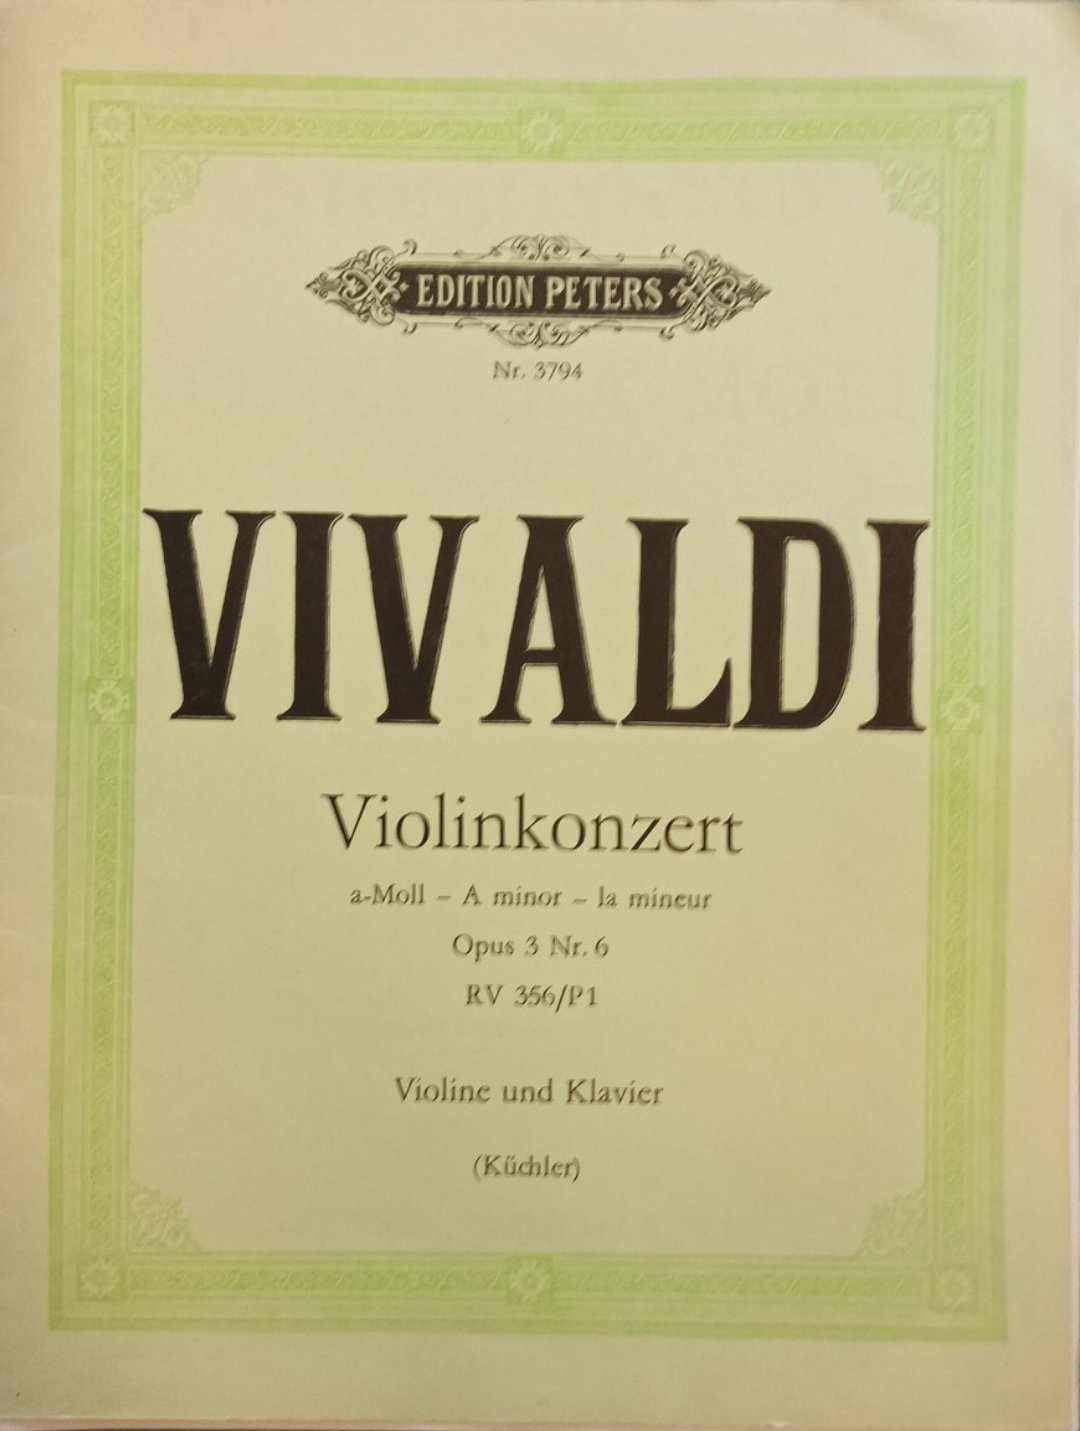 EDITION PETERS
Nr. 3794
VIVALDI
Violinkonzert
a-Moll – A minor – la mineur
Opus 3 Nr. 6
RV 356/P1
Violine und Klavier
(Küchler)